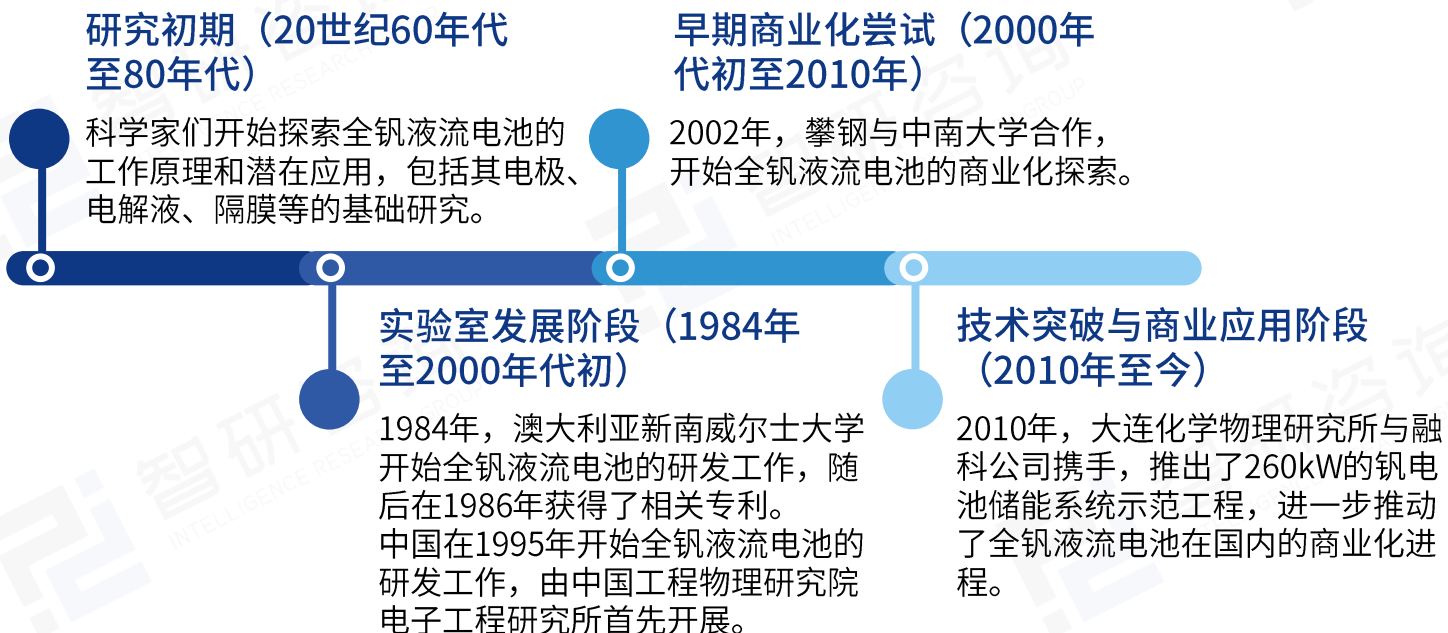 研究初期（20世纪60年代
至80年代）
科学家们开始探索全钒液流电池的
工作原理和潜在应用，包括其电极、
电解液、隔膜等的基础研究。
实验室发展阶段（1984年
至2000年代初）
1984年，澳大利亚新南威尔士大学
开始全钒液流电池的研发工作，随
后在1986年获得了相关专利。
中国在1995年开始全钒液流电池的
研发工作，由中国工程物理研究院
电子工程研究所首先开展。
早期商业化尝试（2000年
代初至2010年）
2002年，攀钢与中南大学合作，
开始全钒液流电池的商业化探索。
技术突破与商业应用阶段
（2010年至今）
2010年，大连化学物理研究所与融
科公司携手，推出了260kW的钒电
池储能系统示范工程，进一步推动
了全钒液流电池在国内的商业化进
程。
智研咨询
INTELLIGENCE RESEARCH GROUP